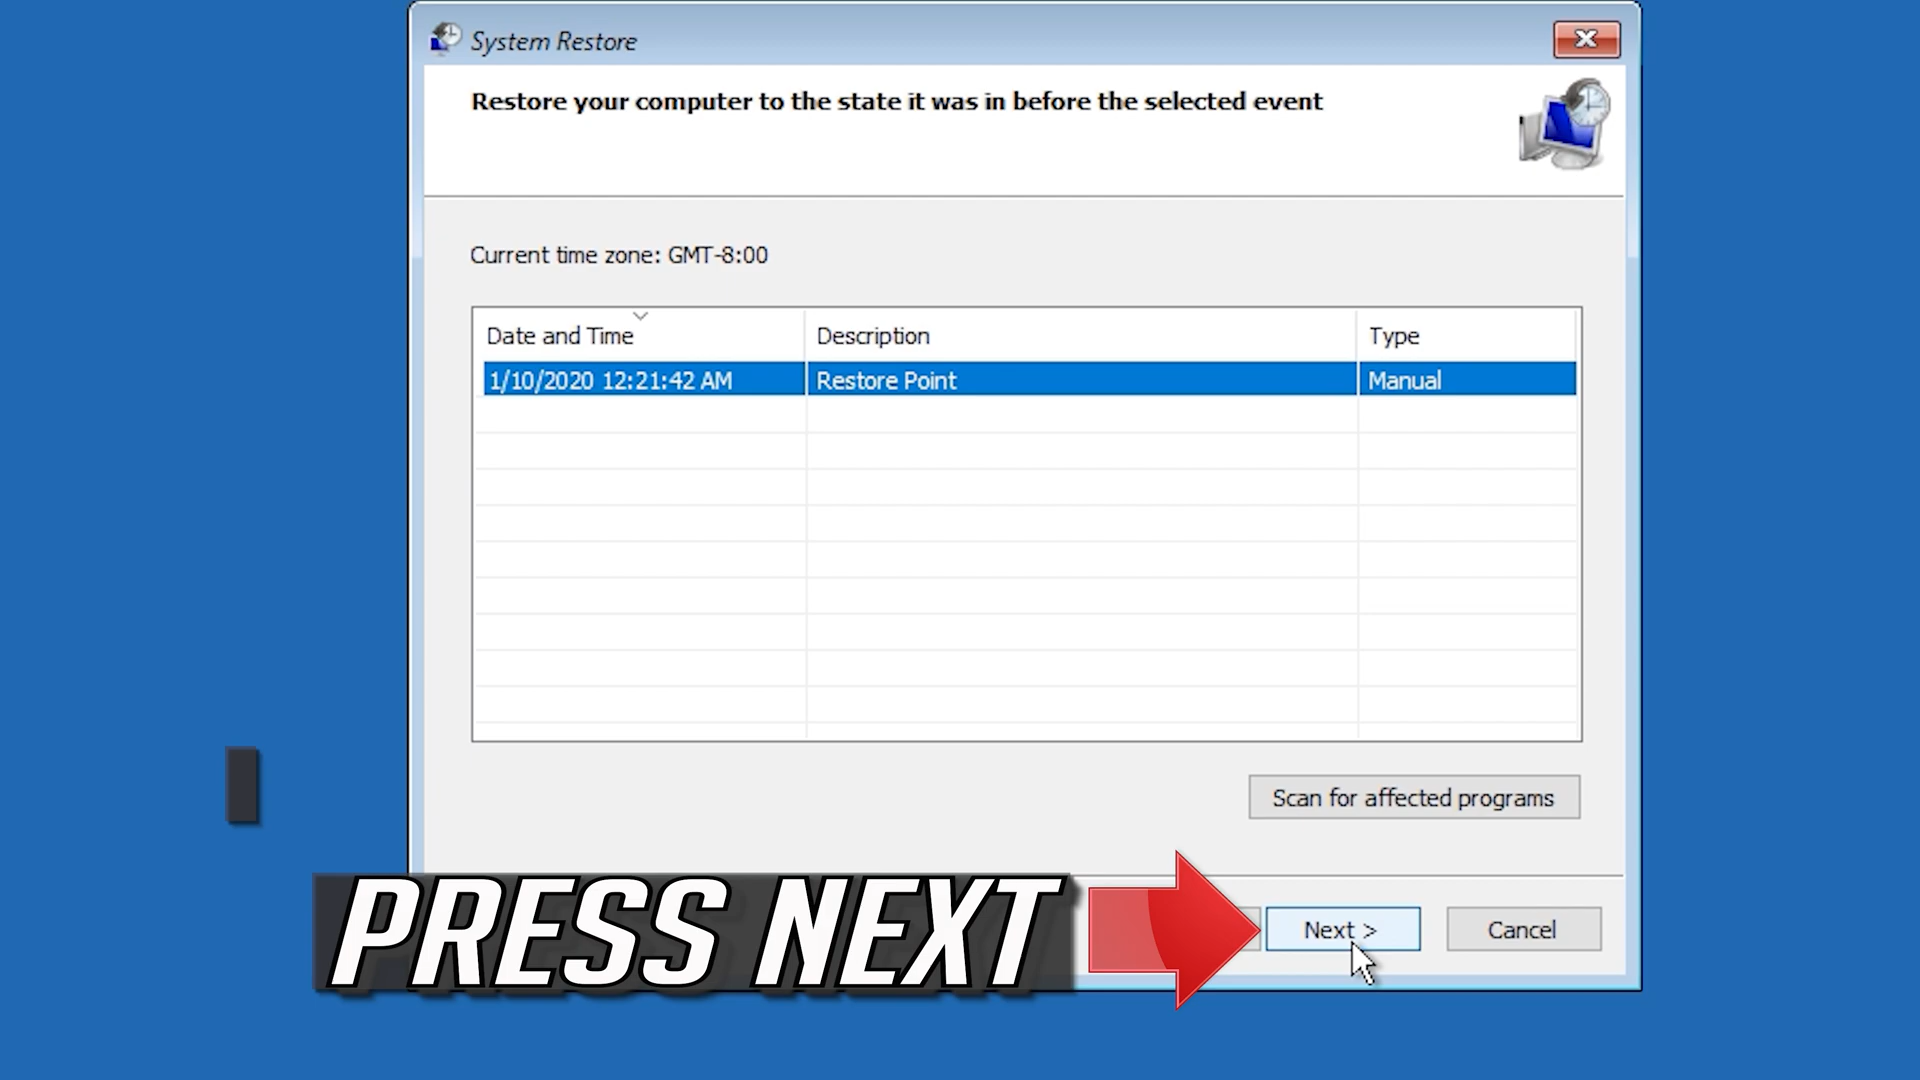 System Restore
Restore your computer to the state it was in before the selected event
Current time zone: GMT-8:00
Date and Time Description Type
1/10/2020 12:21:42 AM Restore Point Manual
Scan for affected programs
PRESS NEXT
Next > Cancel